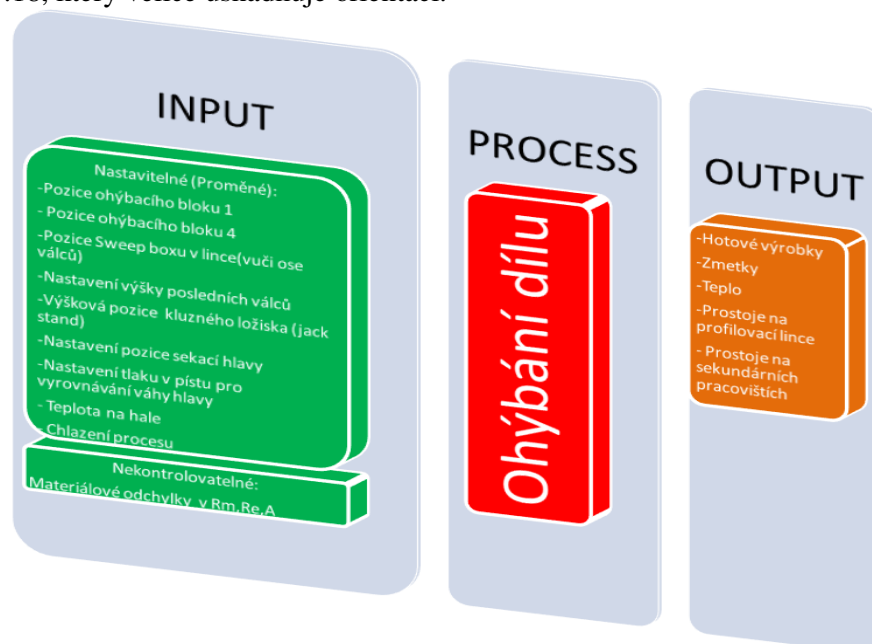 INPUT
Nastavitelné (Proměné):
-Pozice ohýbacího bloku 1
- Pozice ohýbacího bloku 4
-Pozice Sweep boxu v lince(vuči ose
válců)
-Nastavení výšky posledních válců
-Výšková pozice kluzného ložiska (jack
stand)
-Nastavení pozice sekací hlavy
-Nastavení tlaku v pístu pro
vyrovnávání váhy hlavy
- Teplota na hale
- Chlazení procesu
Nekontrolovatelné:
Materiálové odchylky v Rm,Re,A
PROCESS
Ohýbání dílu
OUTPUT
-Hotové výrobky
-Zmetky
-Teplo
-Prostoje na
profilovací lince
- Prostoje na
sekundárních
pracovištích